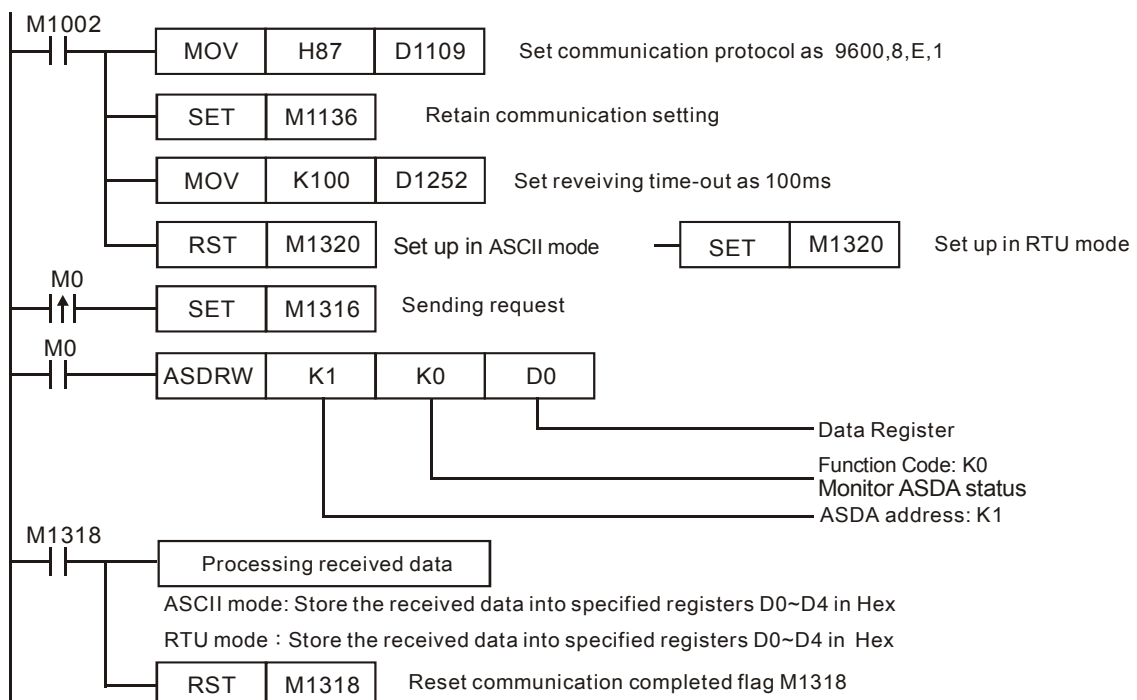 M1002
MOV H87 D1109 Set communication protocol as 9600,8,E,1
SET M1136 Retain communication setting
MOV K100 D1252 Set reveiving time-out as 100ms
RST M1320 Set up in ASCII mode SET M1320 Set up in RTU mode
M0
SET M1316 Sending request
M0
ASDRW K1 K0 D0
Data Register
Function Code: K0
Monitor ASDA status
ASDA address: K1
M1318
Processing received data
ASCII mode: Store the received data into specified registers D0~D4 in Hex
RTU mode：Store the received data into specified registers D0~D4 in Hex
RST M1318 Reset communication completed flag M1318